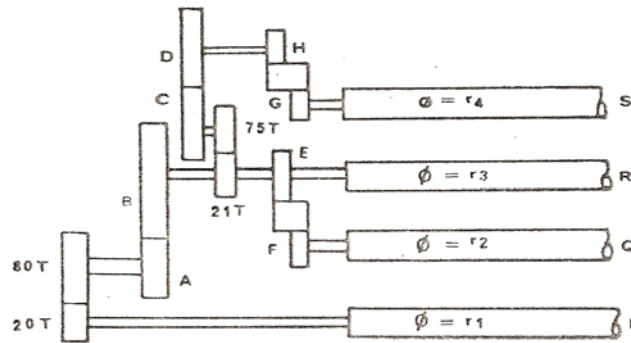 D
H
C
G
ø = r4
S
75T
E
B
ø = r3
R
21T
F
ø = r2
Q
80T
A
20T
ø = r1